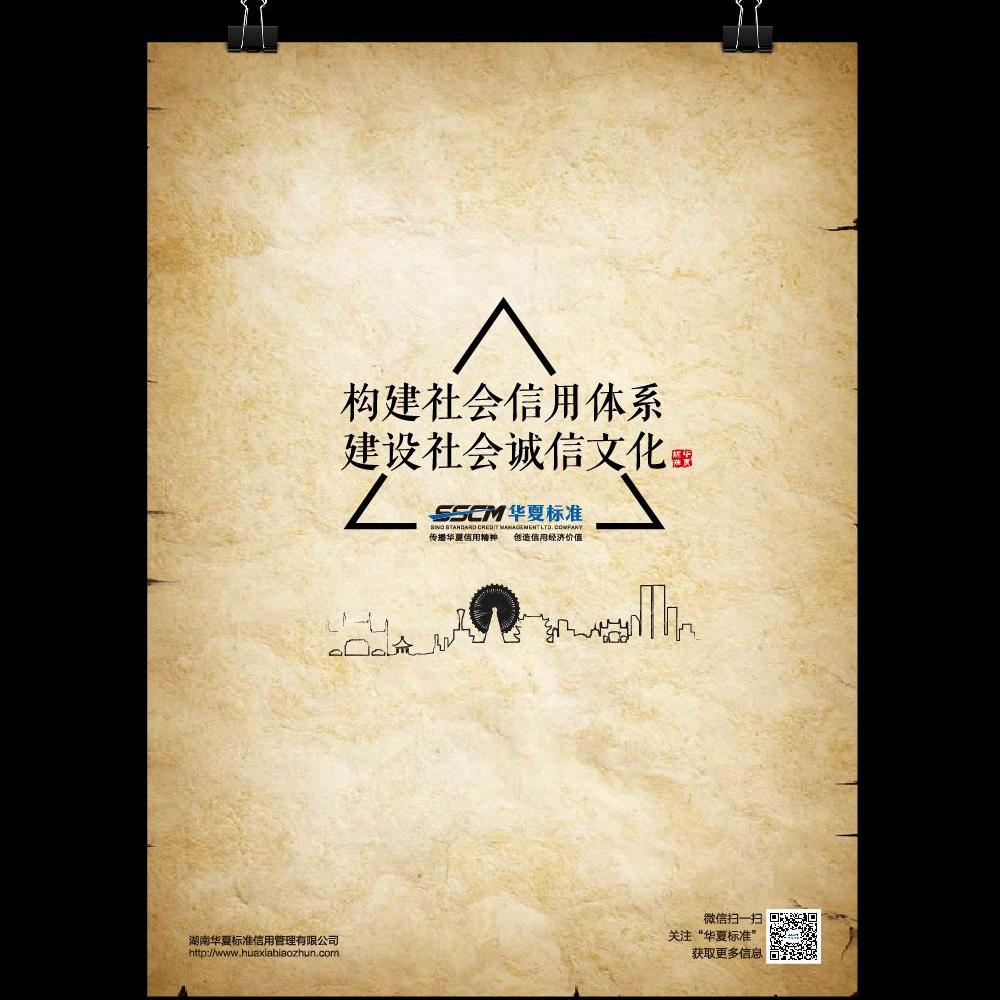 构建社会信用体系
建设社会诚信文化
华夏
标准
SSCM 华夏标准
SINO STANDARD CREDIT MANAGEMENT LTD. COMPANY
传播华夏信用精神 创造信用经济价值
湖南华夏标准信用管理有限公司
http://www.huaxiabiaozhun.com
微信扫一扫
关注“华夏标准”
获取更多信息